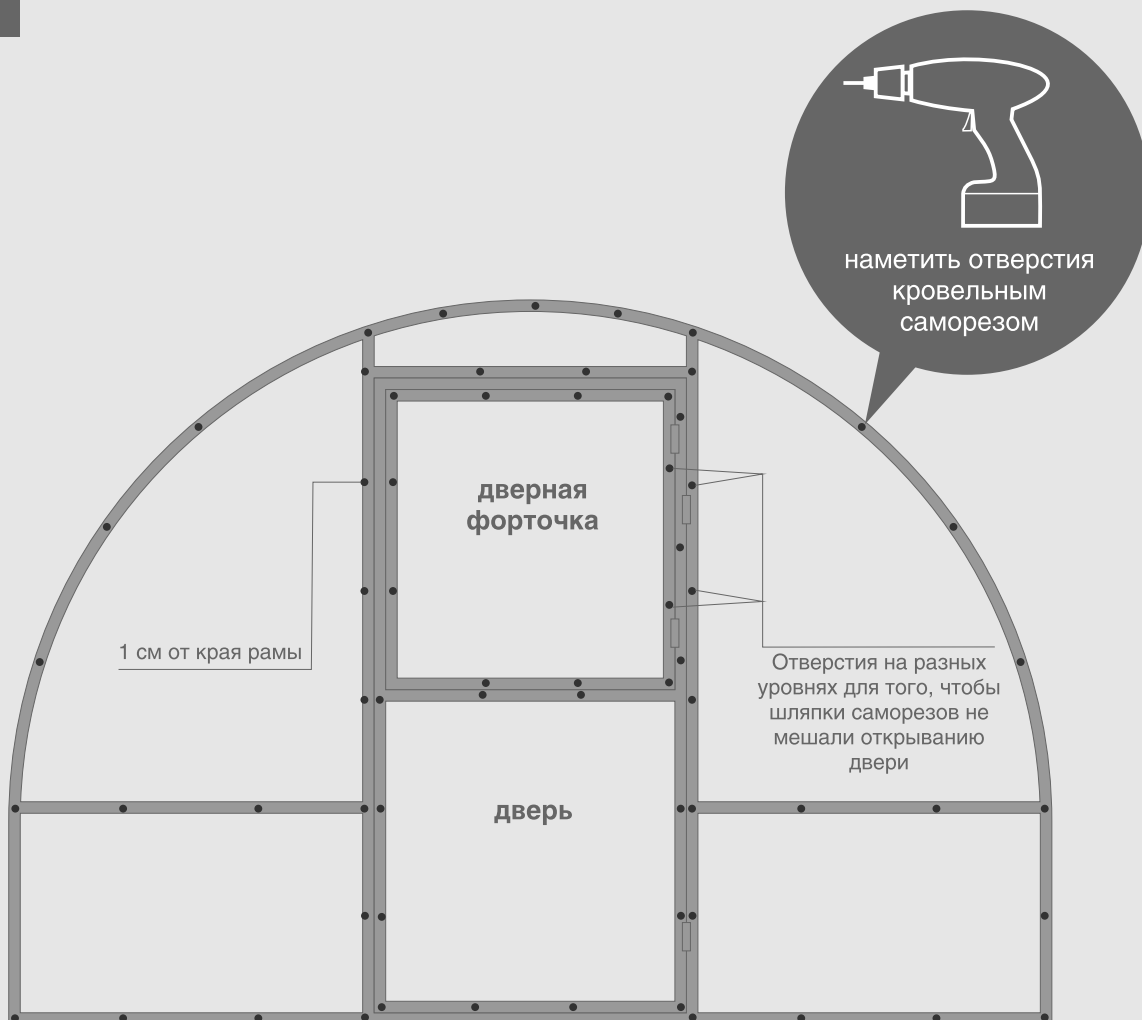 наметить отверстия
кровельным
саморезом
дверная
форточка
1 см от края рамы
Отверстия на разных
уровнях для того, чтобы
шляпки саморезов не
мешали открыванию
двери
дверь